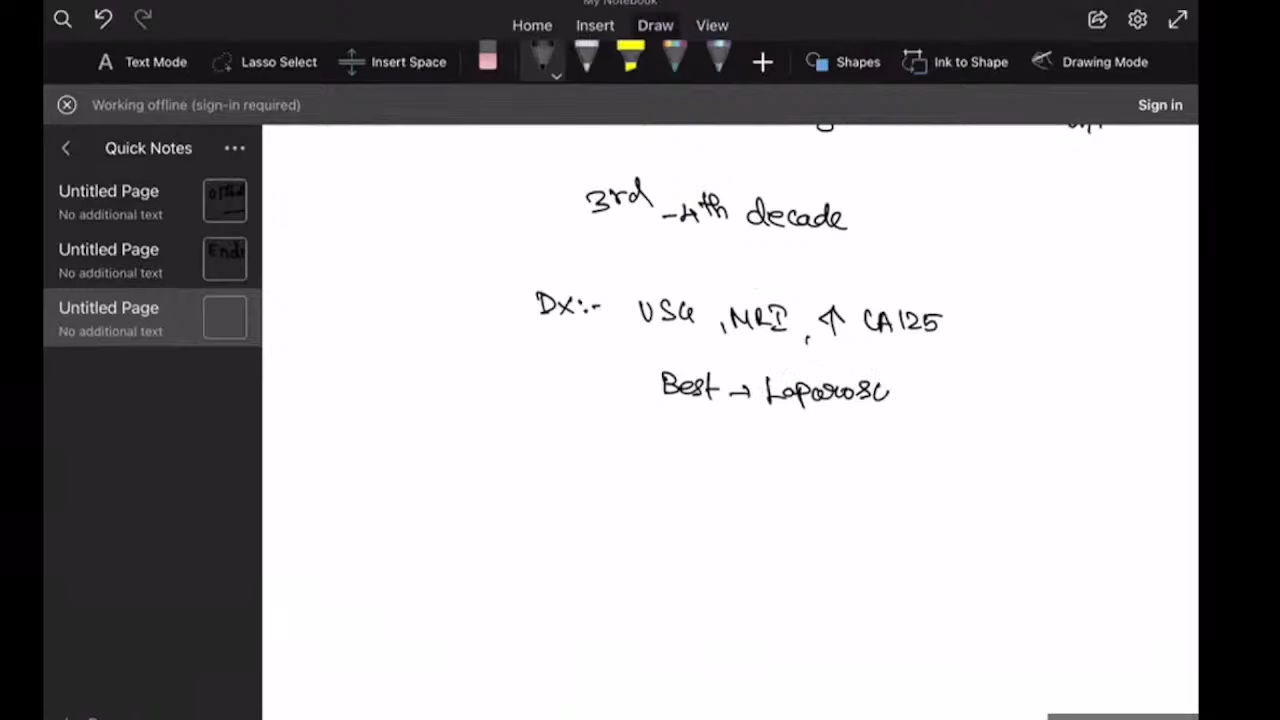 My Notebook
Home Insert Draw View
Text Mode Lasso Select Insert Space Shapes Ink to Shape Drawing Mode
Working offline (sign-in required) Sign in
Quick Notes
Untitled Page
No additional text
Untitled Page
No additional text
Untitled Page
No additional text
3rd -4th decade
Dx:- USG, MRI, ↑ CA125
Best → Laparosc